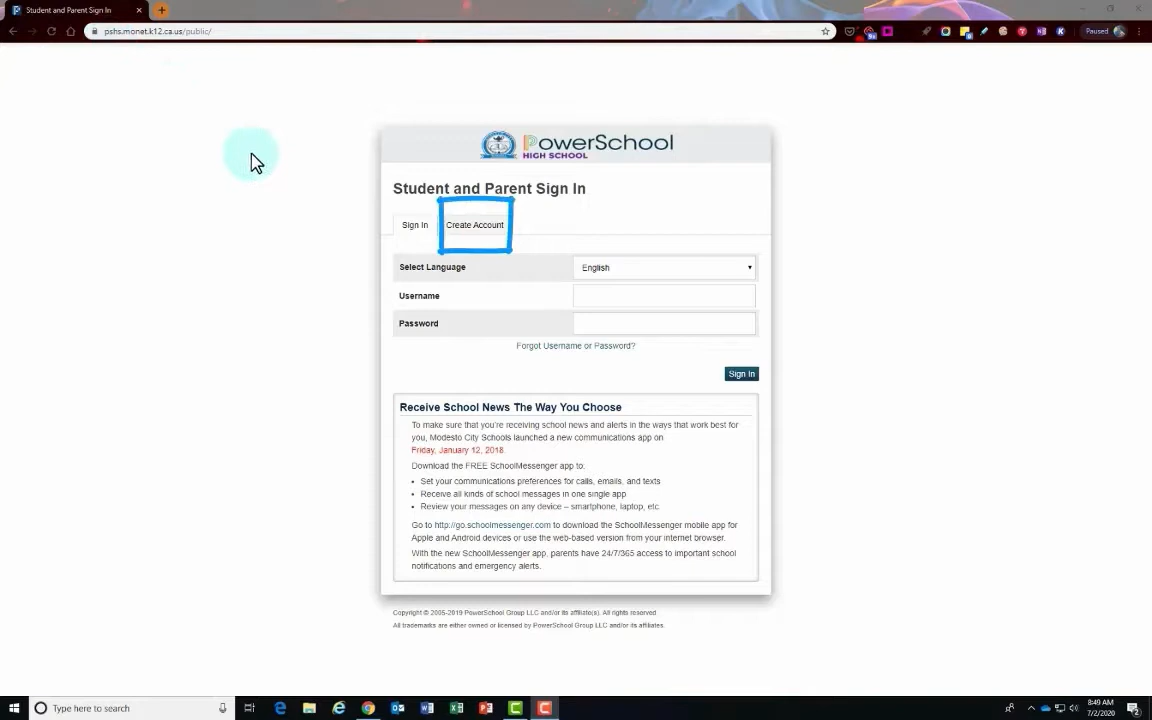 Student and Parent Sign In
pshs.monet.k12.ca.us/public/
Paused
PowerSchool
HIGH SCHOOL
Student and Parent Sign In
Sign In
Create Account
Select Language
English
Username
Password
Forgot Username or Password?
Sign In
Receive School News The Way You Choose
To make sure that you're receiving school news and alerts in the ways that work best for
you, Modesto City Schools launched a new communications app on
Friday, January 12, 2018.
Download the FREE SchoolMessenger app to:
• Set your communications preferences for calls, emails, and texts
• Receive all kinds of school messages in one single app
• Review your messages on any device – smartphone, laptop, etc.
Go to http://go.schoolmessenger.com to download the SchoolMessenger mobile app for
Apple and Android devices or use the web-based version from your internet browser.
With the new SchoolMessenger app, parents have 24/7/365 access to important school
notifications and emergency alerts.
Copyright © 2005-2019 PowerSchool Group LLC and/or its affiliate(s). All rights reserved.
All trademarks are either owned or licensed by PowerSchool Group LLC and/or its affiliates.
Type here to search
8:49 AM
7/2/2020